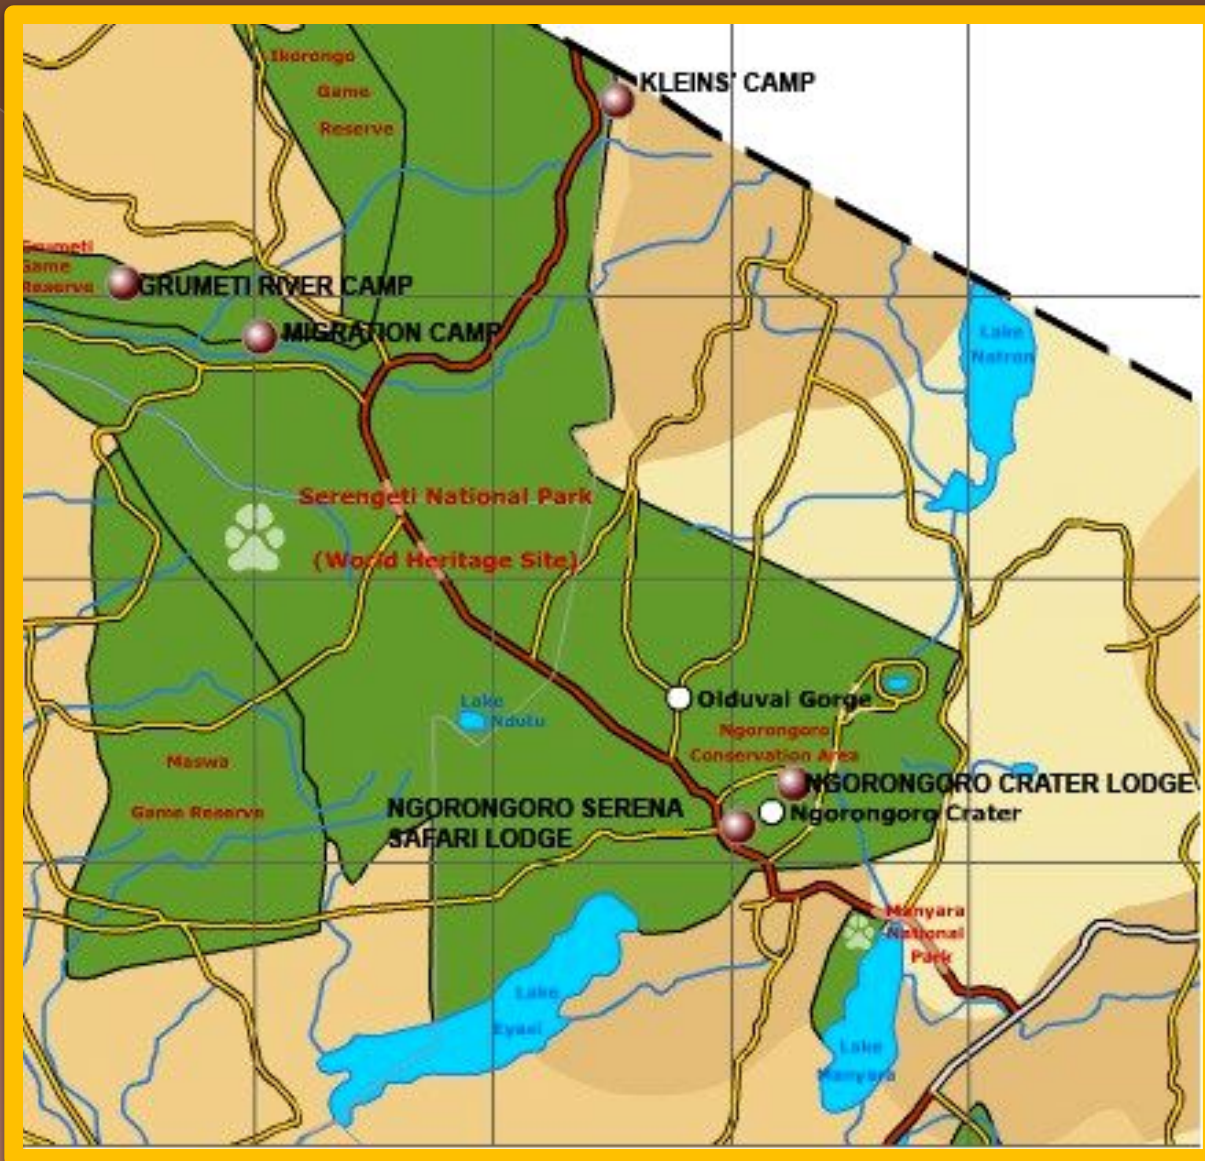 Ikorongo
Game
Reserve
KLEINS' CAMP
Grumeti
Game
Reserve
GRUMETI RIVER CAMP
MIGRATION CAMP
Lake
Natron
Serengeti National Park
(World Heritage Site)
Lake
Ndutu
Olduvai Gorge
Ngorongoro
Conservation Area
Maswa
Game Reserve
NGORONGORO CRATER LODGE
NGORONGORO SERENA
SAFARI LODGE
Ngorongoro Crater
Manyara
National
Park
Lake
Eyasi
Lake
Manyara